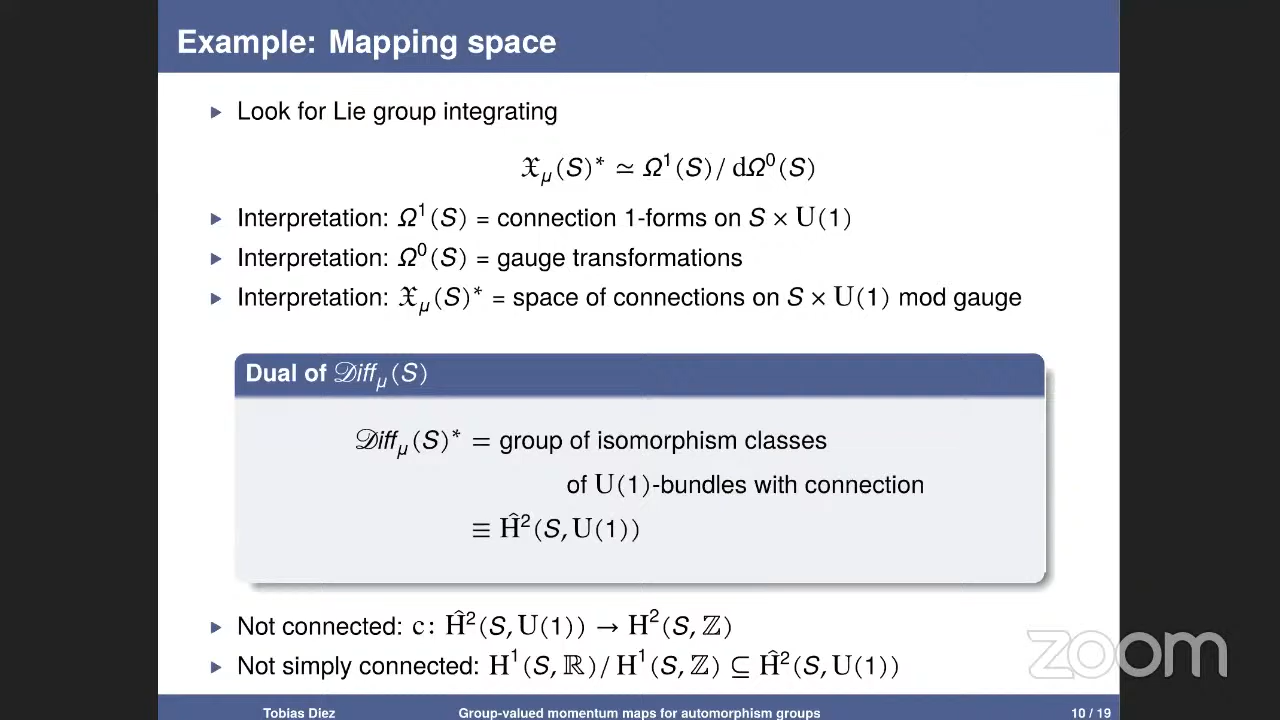 Example: Mapping space
▸ Look for Lie group integrating
𝔛_μ(S)* ≃ Ω¹(S)/ dΩ⁰(S)
▸ Interpretation: Ω¹(S) = connection 1-forms on S × U(1)
▸ Interpretation: Ω⁰(S) = gauge transformations
▸ Interpretation: 𝔛_μ(S)* = space of connections on S × U(1) mod gauge
Dual of 𝒟iff_μ(S)
𝒟iff_μ(S)* = group of isomorphism classes
of U(1)-bundles with connection
≡ Ĥ²(S, U(1))
▸ Not connected: c: Ĥ²(S, U(1)) → H²(S, ℤ)
▸ Not simply connected: H¹(S, ℝ)/ H¹(S, ℤ) ⊆ Ĥ²(S, U(1))
zoom
Tobias Diez Group-valued momentum maps for automorphism groups 10 / 19